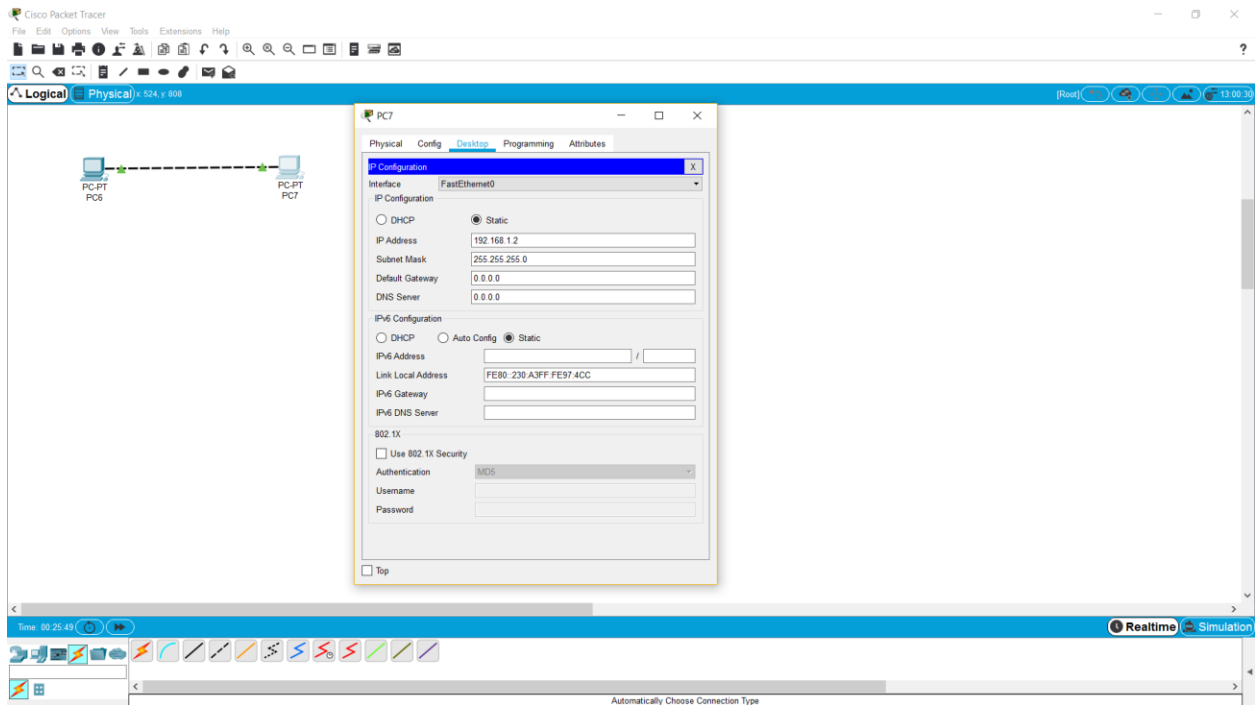 Cisco Packet Tracer
File Edit Options View Tools Extensions Help
?
Logical Physical x: 524, y: 808 [Root] 13:00:30
PC7
Physical Config Desktop Programming Attributes
IP Configuration X
Interface FastEthernet0
IP Configuration
DHCP Static
IP Address 192.168.1.2
Subnet Mask 255.255.255.0
Default Gateway 0.0.0.0
DNS Server 0.0.0.0
IPv6 Configuration
DHCP Auto Config Static
IPv6 Address /
Link Local Address FE80::230:A3FF:FE97:4CC
IPv6 Gateway
IPv6 DNS Server
802.1X
Use 802.1X Security
Authentication MD5
Username
Password
Top
PC-PT
PC6
PC-PT
PC7
Time: 00:25:49 Realtime Simulation
Automatically Choose Connection Type